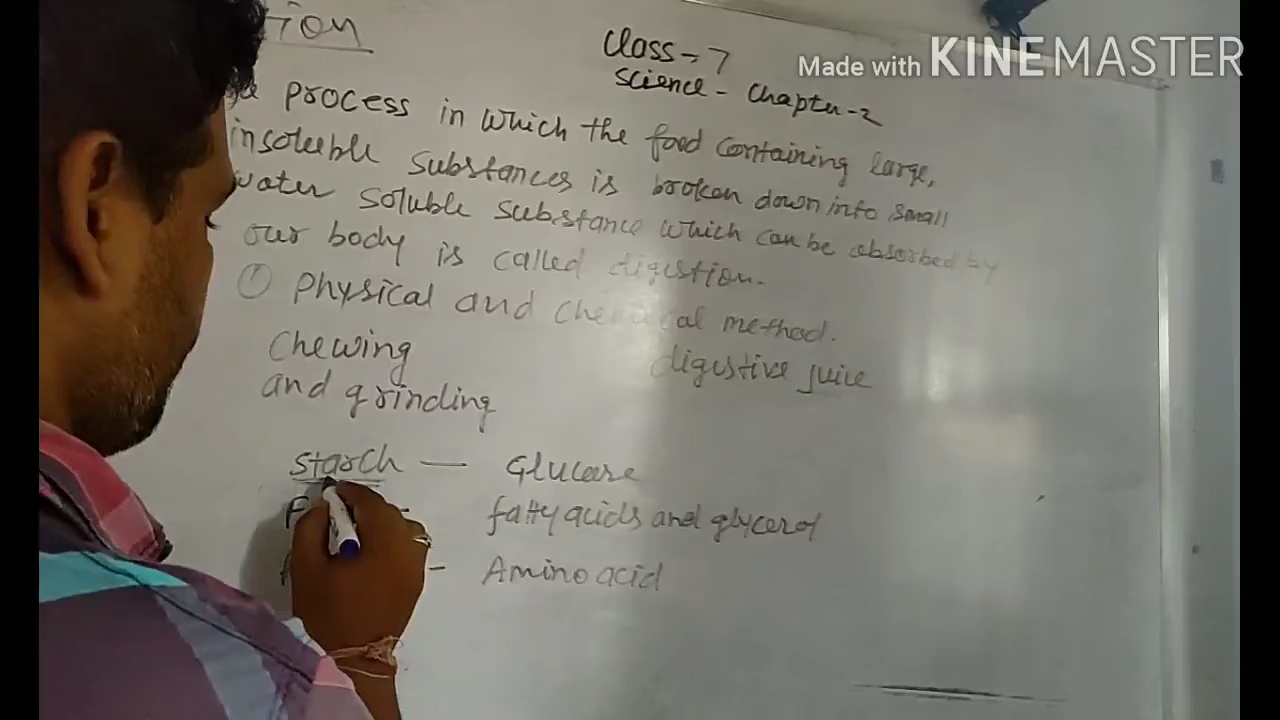 tion
Class - 7
Science - Chapter - 2
Made with KINEMASTER
process in which the food containing large,
insoluble substances is broken down into small
water soluble substance which can be absorbed by
our body is called digestion.
① Physical and chemical method.
Chewing digestive juice
and grinding
Starch — Glucose
F - fatty acids and glycerol
- Amino acid